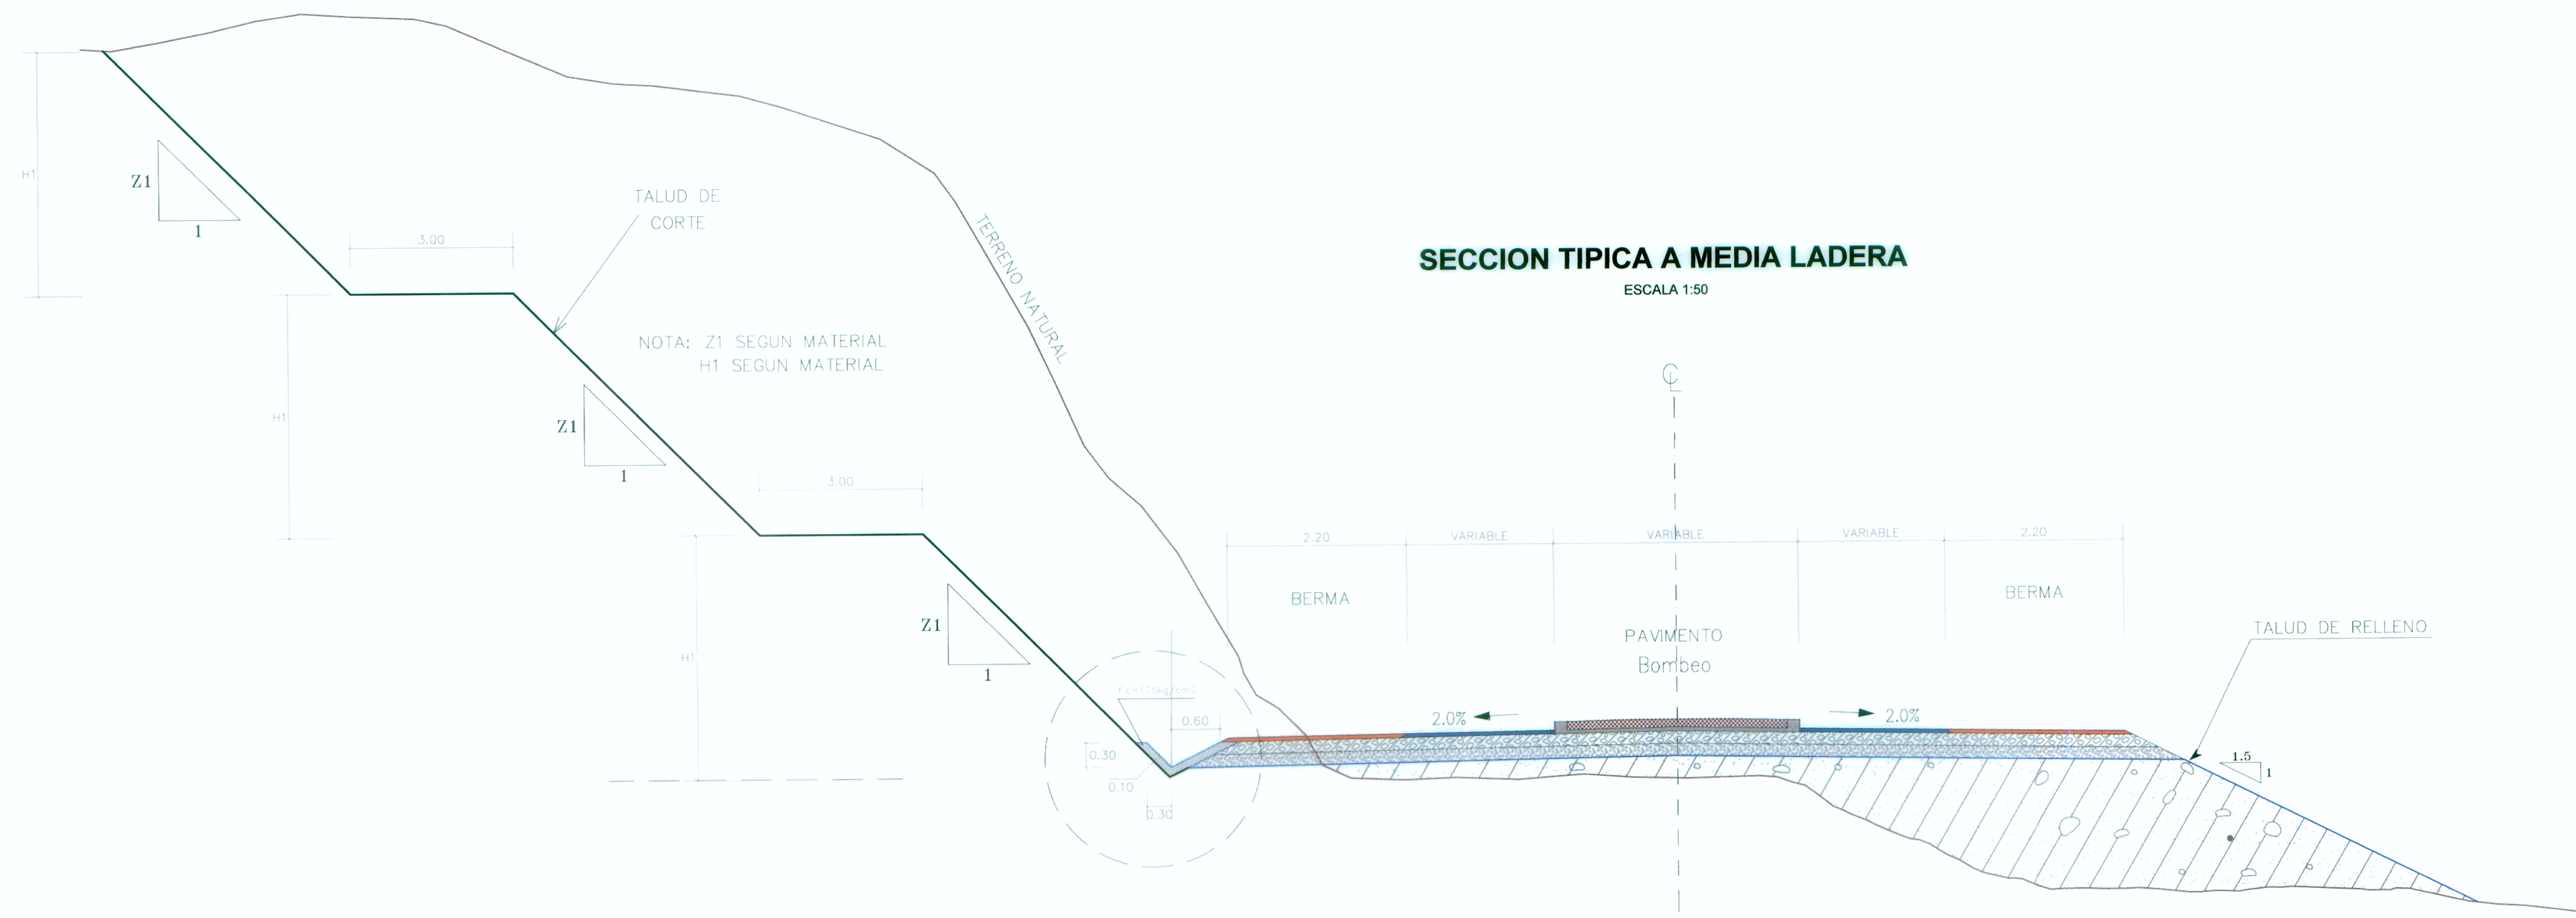 H1
Z1
1
3.00
TALUD DE
CORTE
TERRENO NATURAL
SECCION TIPICA A MEDIA LADERA
ESCALA 1:50
NOTA: Z1 SEGUN MATERIAL
H1 SEGUN MATERIAL
H1
Z1
1
3.00
H1
Z1
1
CL
2.20
VARIABLE
VARIABLE
VARIABLE
2.20
BERMA
BERMA
PAVIMENTO
Bombeo
TALUD DE RELLENO
f'c=175kg/cm2
0.60
2.0%
2.0%
0.30
0.10
0.30
1.5
1